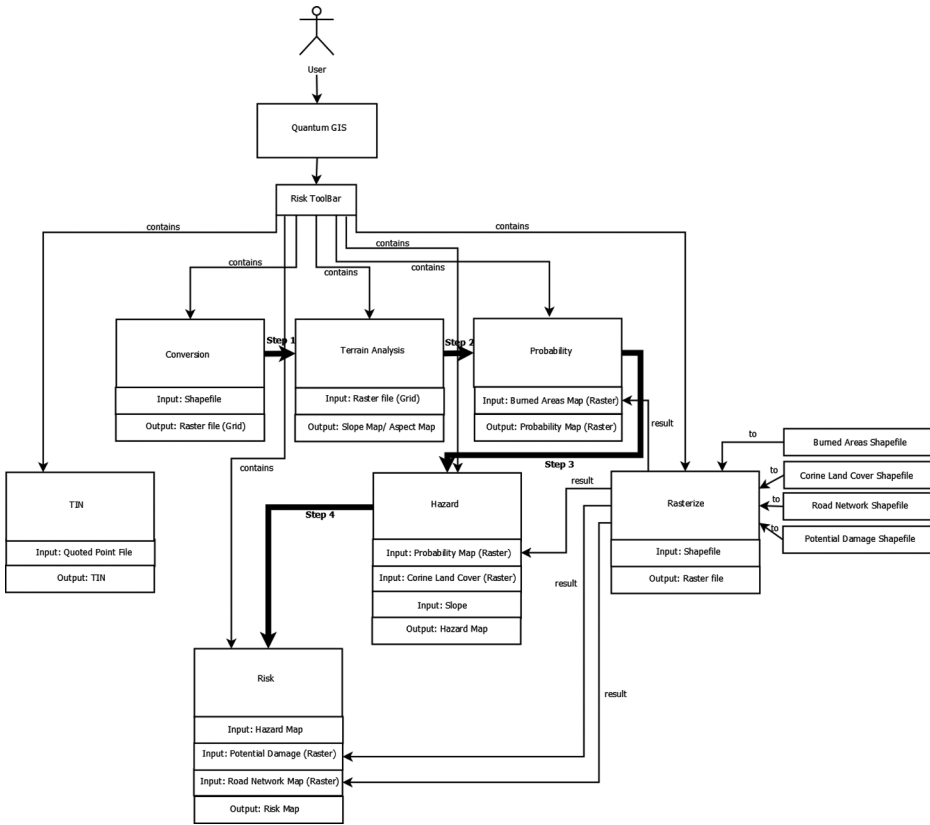 User
Quantum GIS
Risk ToolBar
contains
contains
contains
contains
contains
contains
contains
Step 1
Step 2
Conversion
Input: Shapefile
Output: Raster file (Grid)
Terrain Analysis
Input: Raster file (Grid)
Output: Slope Map/ Aspect Map
Probability
Input: Burned Areas Map (Raster)
Output: Probability Map (Raster)
result
Step 3
to
Burned Areas Shapefile
to
Corine Land Cover Shapefile
to
Road Network Shapefile
to
Potential Damage Shapefile
TIN
Input: Quoted Point File
Output: TIN
Step 4
Hazard
Input: Probability Map (Raster)
Input: Corine Land Cover (Raster)
Input: Slope
Output: Hazard Map
result
result
Rasterize
Input: Shapefile
Output: Raster file
Risk
Input: Hazard Map
Input: Potential Damage (Raster)
Input: Road Network Map (Raster)
Output: Risk Map
result